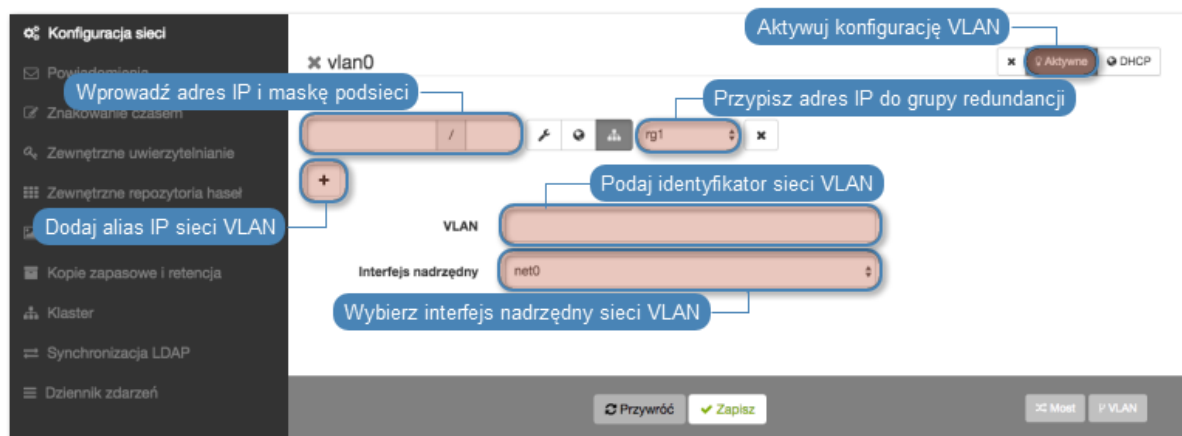 Konfiguracja sieci
Aktywuj konfigurację VLAN
vlan0
Aktywne
DHCP
Powiadomienia
Wprowadź adres IP i maskę podsieci
Przypisz adres IP do grupy redundancji
Znakowanie czasem
/
rg1
Zewnętrzne uwierzytelnianie
Zewnętrzne repozytoria haseł
Podaj identyfikator sieci VLAN
Dodaj alias IP sieci VLAN
VLAN
Kopie zapasowe i retencja
Interfejs nadrzędny
net0
Wybierz interfejs nadrzędny sieci VLAN
Klaster
Synchronizacja LDAP
Dziennik zdarzeń
Przywróć
Zapisz
Most
VLAN